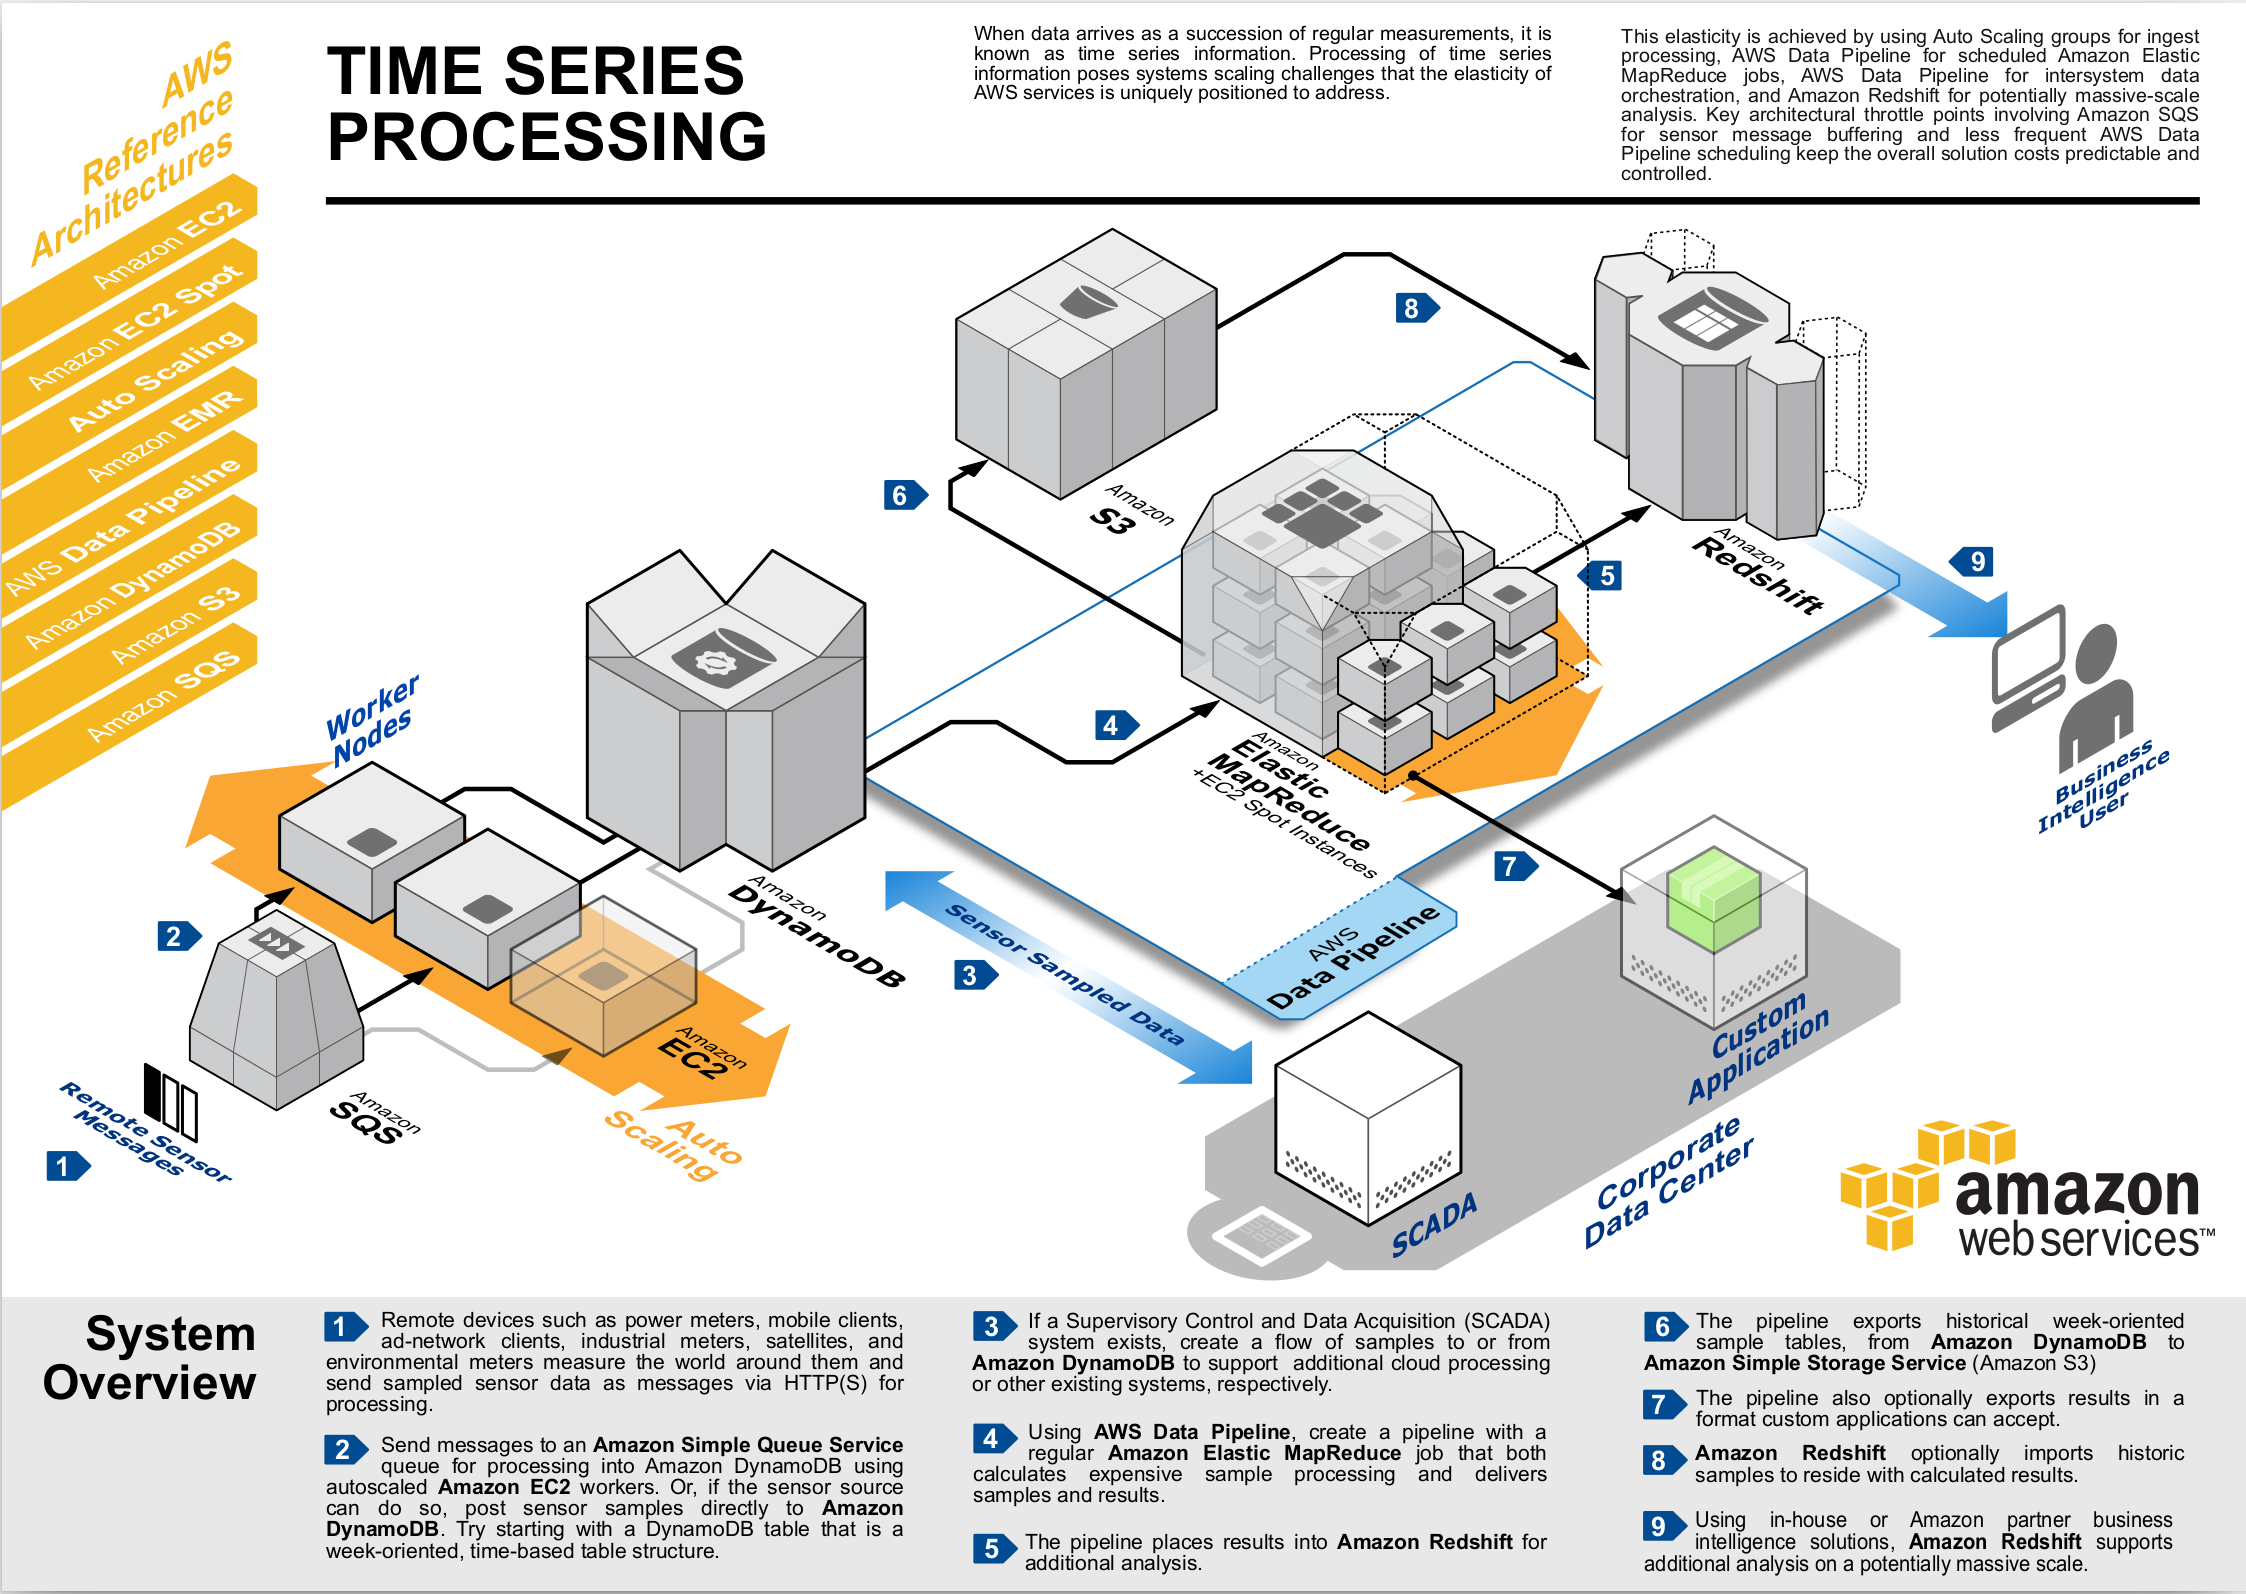 AWS
Reference
Architectures
Amazon EC2
Amazon EC2 Spot
Auto Scaling
Amazon EMR
AWS Data Pipeline
Amazon DynamoDB
Amazon S3
Amazon SQS
TIME SERIES
PROCESSING
When data arrives as a succession of regular measurements, it is
known as time series information. Processing of time series
information poses systems scaling challenges that the elasticity of
AWS services is uniquely positioned to address.
This elasticity is achieved by using Auto Scaling groups for ingest
processing, AWS Data Pipeline for scheduled Amazon Elastic
MapReduce jobs, AWS Data Pipeline for intersystem data
orchestration, and Amazon Redshift for potentially massive-scale
analysis. Key architectural throttle points involving Amazon SQS
for sensor message buffering and less frequent AWS Data
Pipeline scheduling keep the overall solution costs predictable and
controlled.
8
6
Amazon
S3
5
Amazon
Redshift
9
Business
Intelligence
User
4
Amazon
Elastic
MapReduce
+EC2 Spot Instances
7
Worker
Nodes
2
Amazon
DynamoDB
Sensor Sampled Data
3
AWS
Data Pipeline
Amazon
EC2
Auto
Scaling
Amazon
SQS
Remote Sensor
Messages
1
Custom
Application
Corporate
Data Center
SCADA
amazon
web services™
System
Overview
1 Remote devices such as power meters, mobile clients,
ad-network clients, industrial meters, satellites, and
environmental meters measure the world around them and
send sampled sensor data as messages via HTTP(S) for
processing.
2 Send messages to an Amazon Simple Queue Service
queue for processing into Amazon DynamoDB using
autoscaled Amazon EC2 workers. Or, if the sensor source
can do so, post sensor samples directly to Amazon
DynamoDB. Try starting with a DynamoDB table that is a
week-oriented, time-based table structure.
3 If a Supervisory Control and Data Acquisition (SCADA)
system exists, create a flow of samples to or from
Amazon DynamoDB to support additional cloud processing
or other existing systems, respectively.
4 Using AWS Data Pipeline, create a pipeline with a
regular Amazon Elastic MapReduce job that both
calculates expensive sample processing and delivers
samples and results.
5 The pipeline places results into Amazon Redshift for
additional analysis.
6 The pipeline exports historical week-oriented
sample tables, from Amazon DynamoDB to
Amazon Simple Storage Service (Amazon S3)
7 The pipeline also optionally exports results in a
format custom applications can accept.
8 Amazon Redshift optionally imports historic
samples to reside with calculated results.
9 Using in-house or Amazon partner business
intelligence solutions, Amazon Redshift supports
additional analysis on a potentially massive scale.